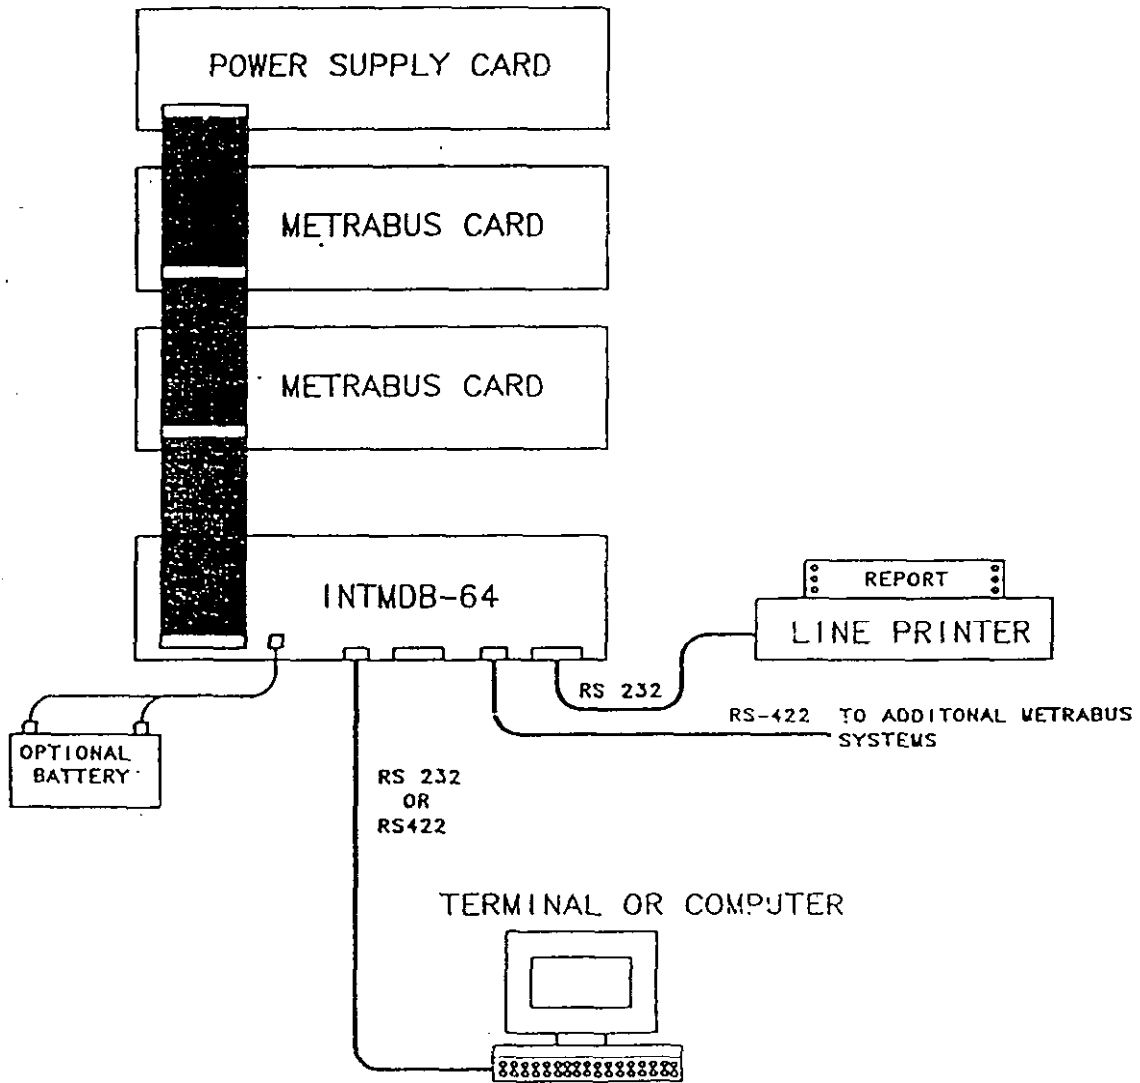 POWER SUPPLY CARD
METRABUS CARD
METRABUS CARD
INTMDB-64
REPORT
LINE PRINTER
RS 232
RS-422 TO ADDITONAL METRABUS
SYSTEMS
OPTIONAL
BATTERY
RS 232
OR
RS422
TERMINAL OR COMPUTER